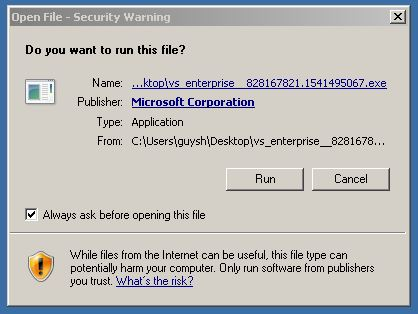 Open File - Security Warning
Do you want to run this file?
Name: ...ktop\vs_enterprise__828167821.1541495067.exe
Publisher: Microsoft Corporation
Type: Application
From: C:\Users\guysh\Desktop\vs_enterprise__8281678...
Run Cancel
Always ask before opening this file
While files from the Internet can be useful, this file type can
potentially harm your computer. Only run software from publishers
you trust. What's the risk?